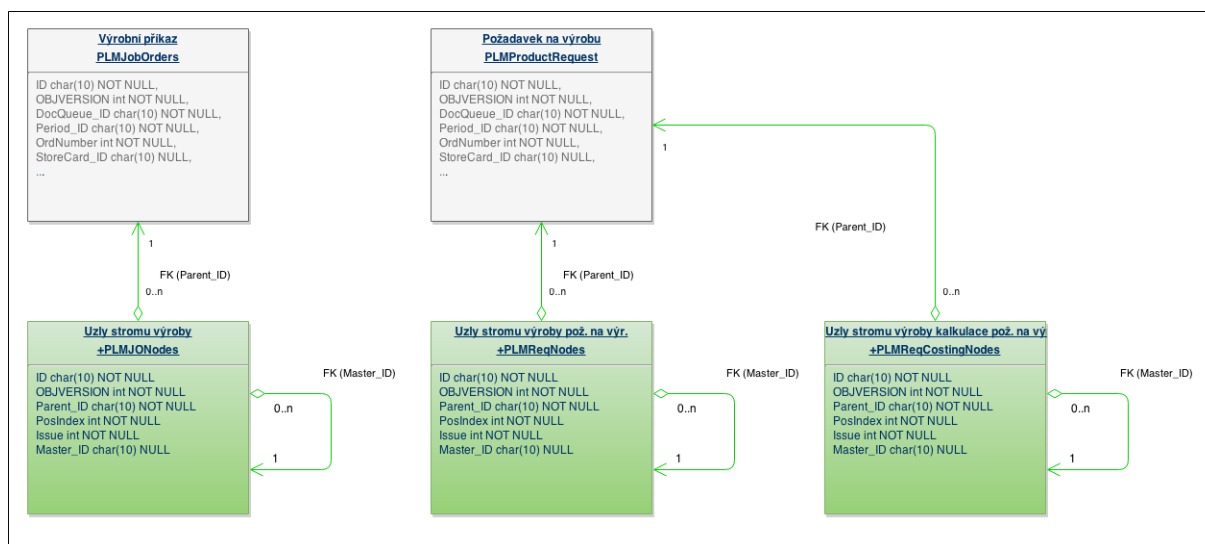 Výrobní příkaz
PLMJobOrders
ID char(10) NOT NULL,
OBJVERSION int NOT NULL,
DocQueue_ID char(10) NOT NULL,
Period_ID char(10) NOT NULL,
OrdNumber int NOT NULL,
StoreCard_ID char(10) NULL,
...
Požadavek na výrobu
PLMProductRequest
ID char(10) NOT NULL,
OBJVERSION int NOT NULL,
DocQueue_ID char(10) NOT NULL,
Period_ID char(10) NOT NULL,
OrdNumber int NOT NULL,
StoreCard_ID char(10) NULL,
...
1
FK (Parent_ID)
0..n
1
FK (Parent_ID)
0..n
1
FK (Parent_ID)
0..n
Uzly stromu výroby
+PLMJONodes
ID char(10) NOT NULL
OBJVERSION int NOT NULL
Parent_ID char(10) NOT NULL
PosIndex int NOT NULL
Issue int NOT NULL
Master_ID char(10) NULL
FK (Master_ID)
0..n
1
Uzly stromu výroby pož. na výr.
+PLMReqNodes
ID char(10) NOT NULL
OBJVERSION int NOT NULL
Parent_ID char(10) NOT NULL
PosIndex int NOT NULL
Issue int NOT NULL
Master_ID char(10) NULL
FK (Master_ID)
0..n
1
Uzly stromu výroby kalkulace pož. na vý
+PLMReqCostingNodes
ID char(10) NOT NULL
OBJVERSION int NOT NULL
Parent_ID char(10) NOT NULL
PosIndex int NOT NULL
Issue int NOT NULL
Master_ID char(10) NULL
FK (Master_ID)
0..n
1